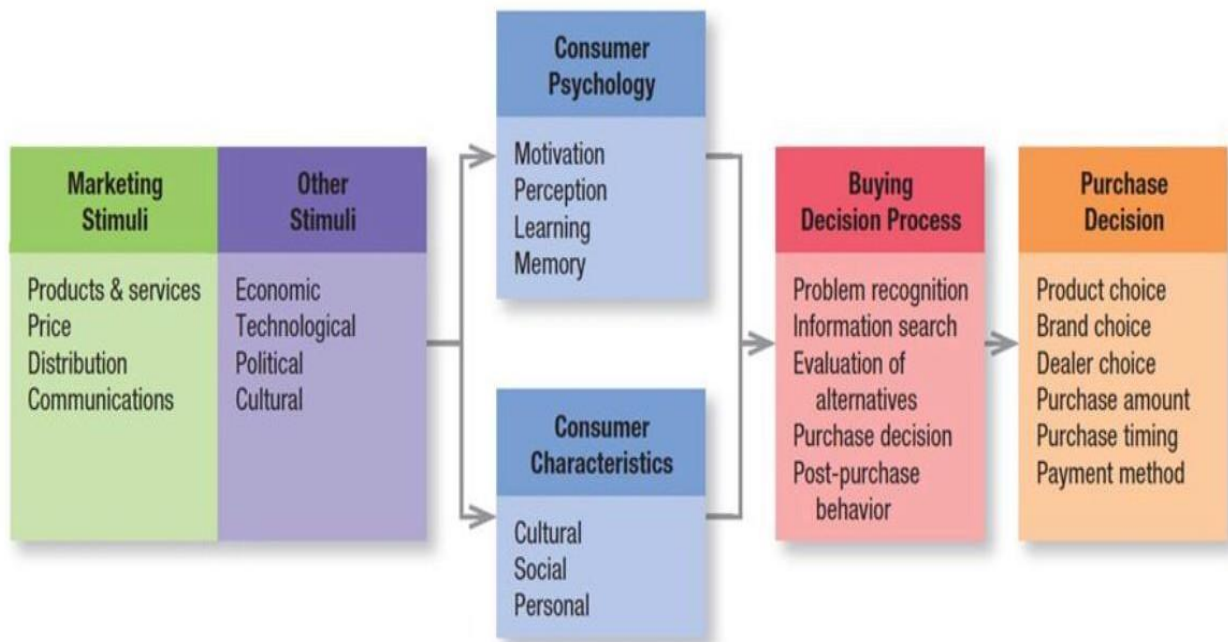 Marketing
Stimuli
Products & services
Price
Distribution
Communications
Other
Stimuli
Economic
Technological
Political
Cultural
Consumer
Psychology
Motivation
Perception
Learning
Memory
Consumer
Characteristics
Cultural
Social
Personal
Buying
Decision Process
Problem recognition
Information search
Evaluation of
alternatives
Purchase decision
Post-purchase
behavior
Purchase
Decision
Product choice
Brand choice
Dealer choice
Purchase amount
Purchase timing
Payment method